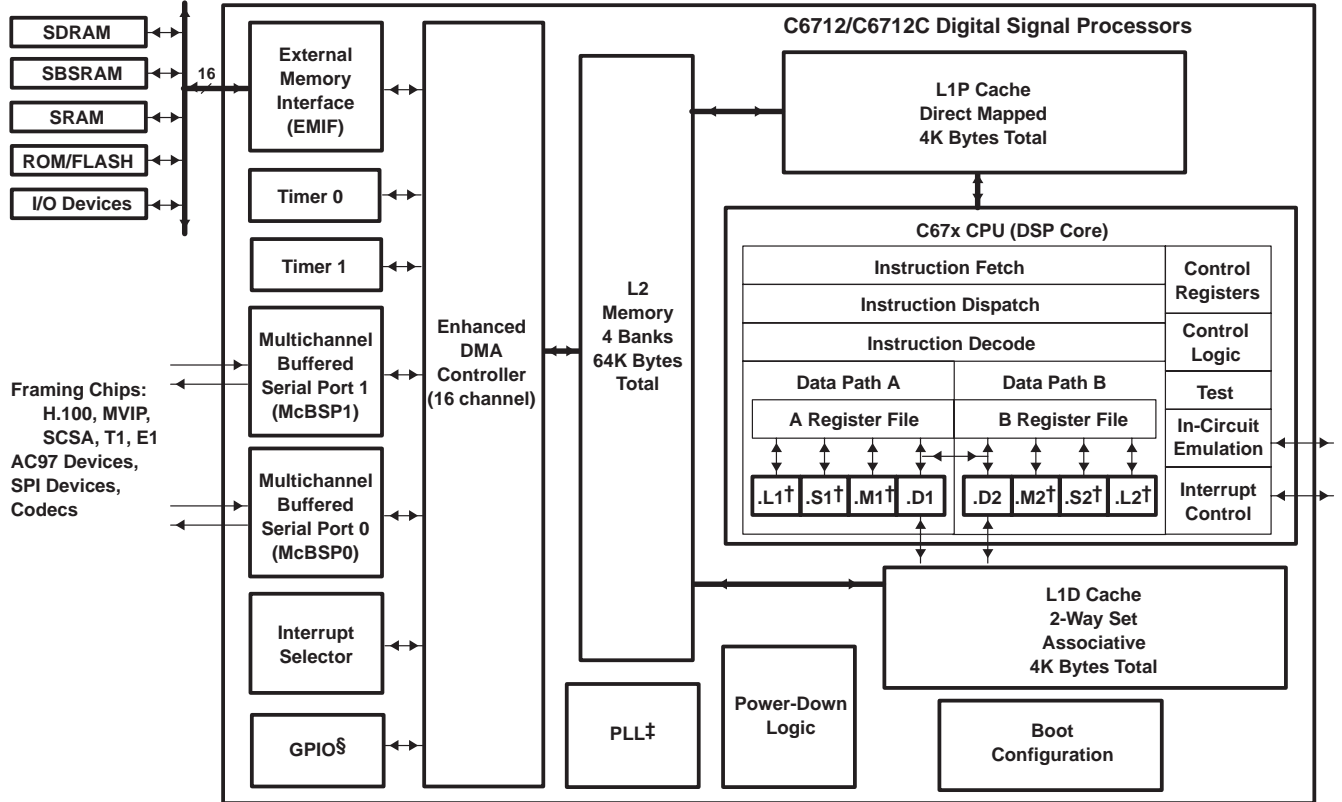 C6712/C6712C Digital Signal Processors
SDRAM
SBSRAM
SRAM
ROM/FLASH
I/O Devices
16
External
Memory
Interface
(EMIF)
Timer 0
Timer 1
Multichannel
Buffered
Serial Port 1
(McBSP1)
Multichannel
Buffered
Serial Port 0
(McBSP0)
Interrupt
Selector
GPIO§
Framing Chips:
H.100, MVIP,
SCSA, T1, E1
AC97 Devices,
SPI Devices,
Codecs
Enhanced
DMA
Controller
(16 channel)
L2
Memory
4 Banks
64K Bytes
Total
PLL‡
Power-Down
Logic
L1P Cache
Direct Mapped
4K Bytes Total
C67x CPU (DSP Core)
Instruction Fetch
Instruction Dispatch
Instruction Decode
Data Path A
Data Path B
A Register File
B Register File
.L1†
.S1†
.M1†
.D1
.D2
.M2†
.S2†
.L2†
Control
Registers
Control
Logic
Test
In-Circuit
Emulation
Interrupt
Control
L1D Cache
2-Way Set
Associative
4K Bytes Total
Boot
Configuration